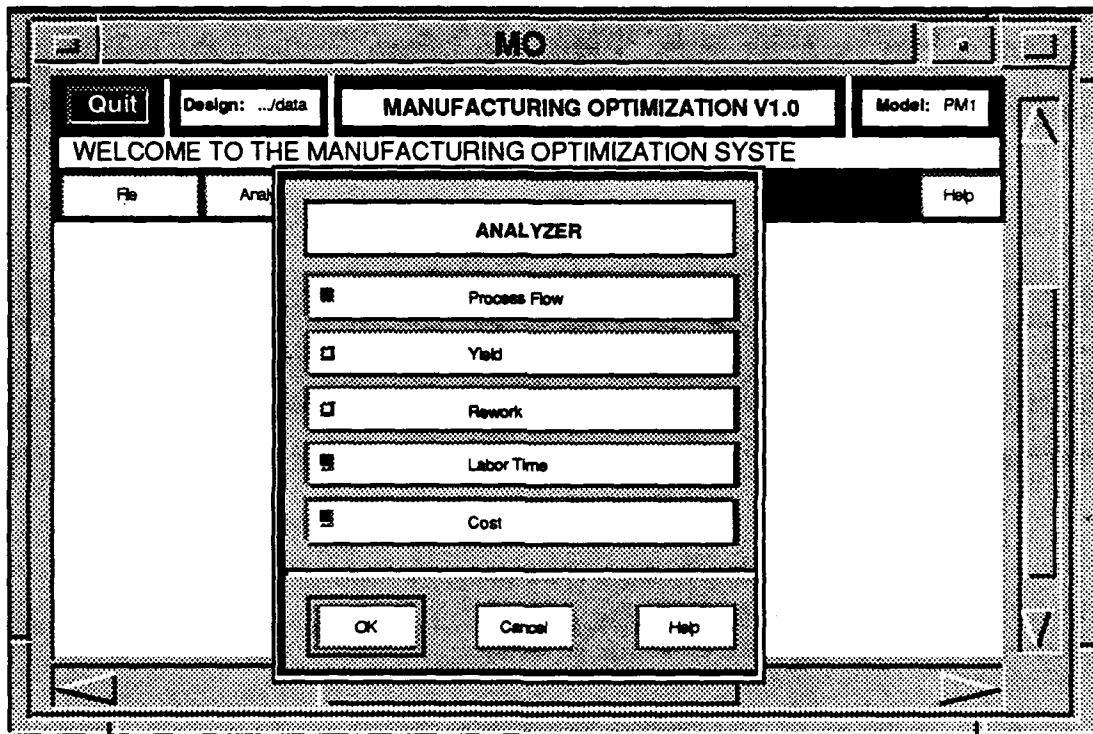 MO
Quit Design: .../data MANUFACTURING OPTIMIZATION V1.0 Model: PM1
WELCOME TO THE MANUFACTURING OPTIMIZATION SYSTE
File Analy Help
ANALYZER
Process Flow
Yield
Rework
Labor Time
Cost
OK Cancel Help